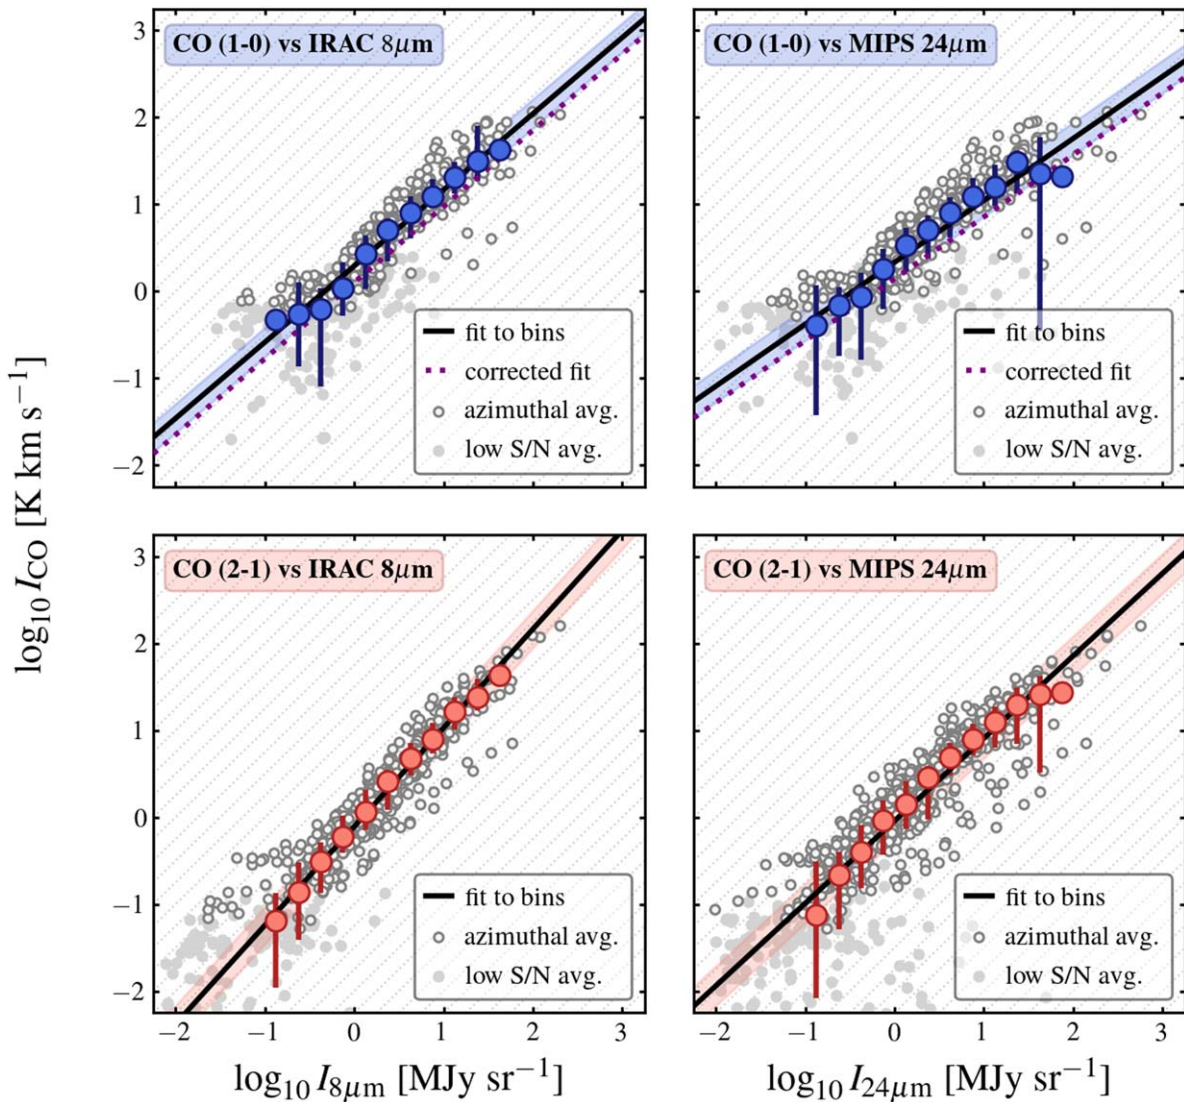 CO (1-0) vs IRAC 8μm
3
2
1
0
−1
−2
fit to bins
corrected fit
azimuthal avg.
low S/N avg.
CO (1-0) vs MIPS 24μm
fit to bins
corrected fit
azimuthal avg.
low S/N avg.
log₁₀ I_CO [K km s⁻¹]
CO (2-1) vs IRAC 8μm
3
2
1
0
−1
−2
fit to bins
azimuthal avg.
low S/N avg.
−2 −1 0 1 2 3
log₁₀ I₈μm [MJy sr⁻¹]
CO (2-1) vs MIPS 24μm
fit to bins
azimuthal avg.
low S/N avg.
−2 −1 0 1 2 3
log₁₀ I₂₄μm [MJy sr⁻¹]